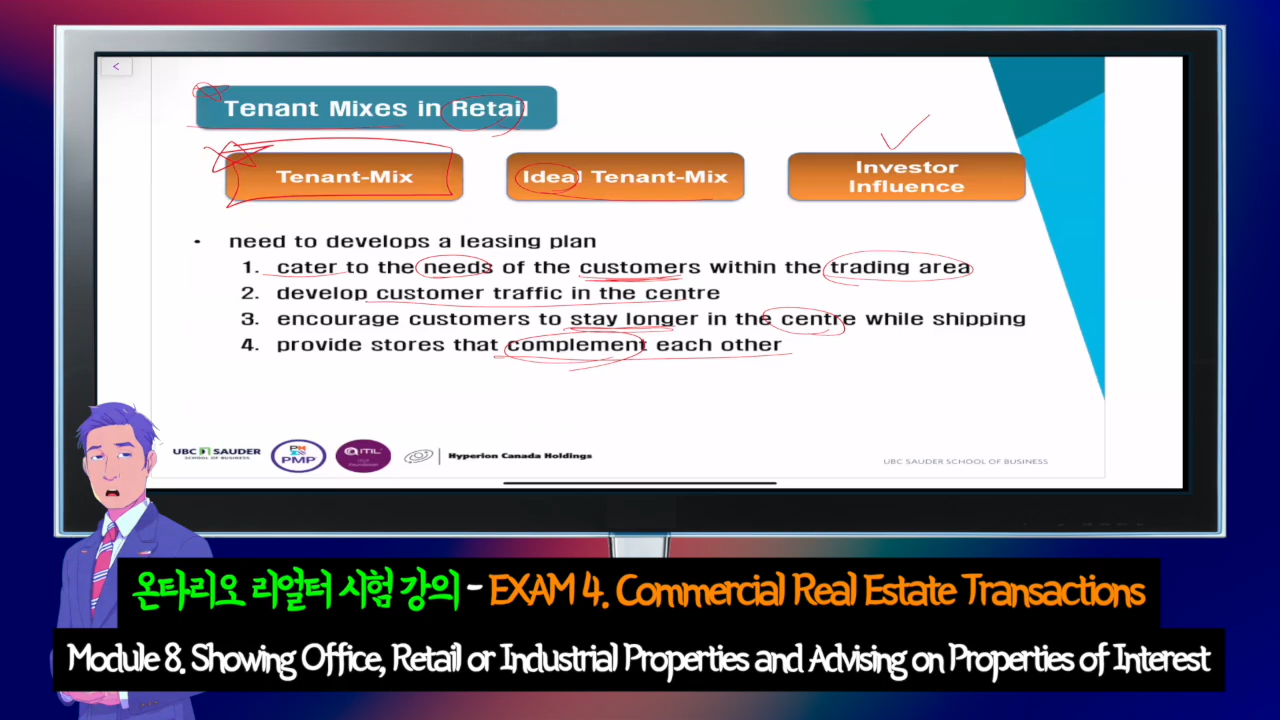 <
Tenant Mixes in Retail
Tenant-Mix
Ideal Tenant-Mix
Investor
Influence
• need to develops a leasing plan
1. cater to the needs of the customers within the trading area
2. develop customer traffic in the centre
3. encourage customers to stay longer in the centre while shipping
4. provide stores that complement each other
UBC SAUDER
SCHOOL OF BUSINESS
PMP
ITIL
Hyperion Canada Holdings
UBC SAUDER SCHOOL OF BUSINESS
온타리오 리얼터 시험 강의 - EXAM 4. Commercial Real Estate Transactions
Module 8. Showing Office, Retail or Industrial Properties and Advising on Properties of Interest